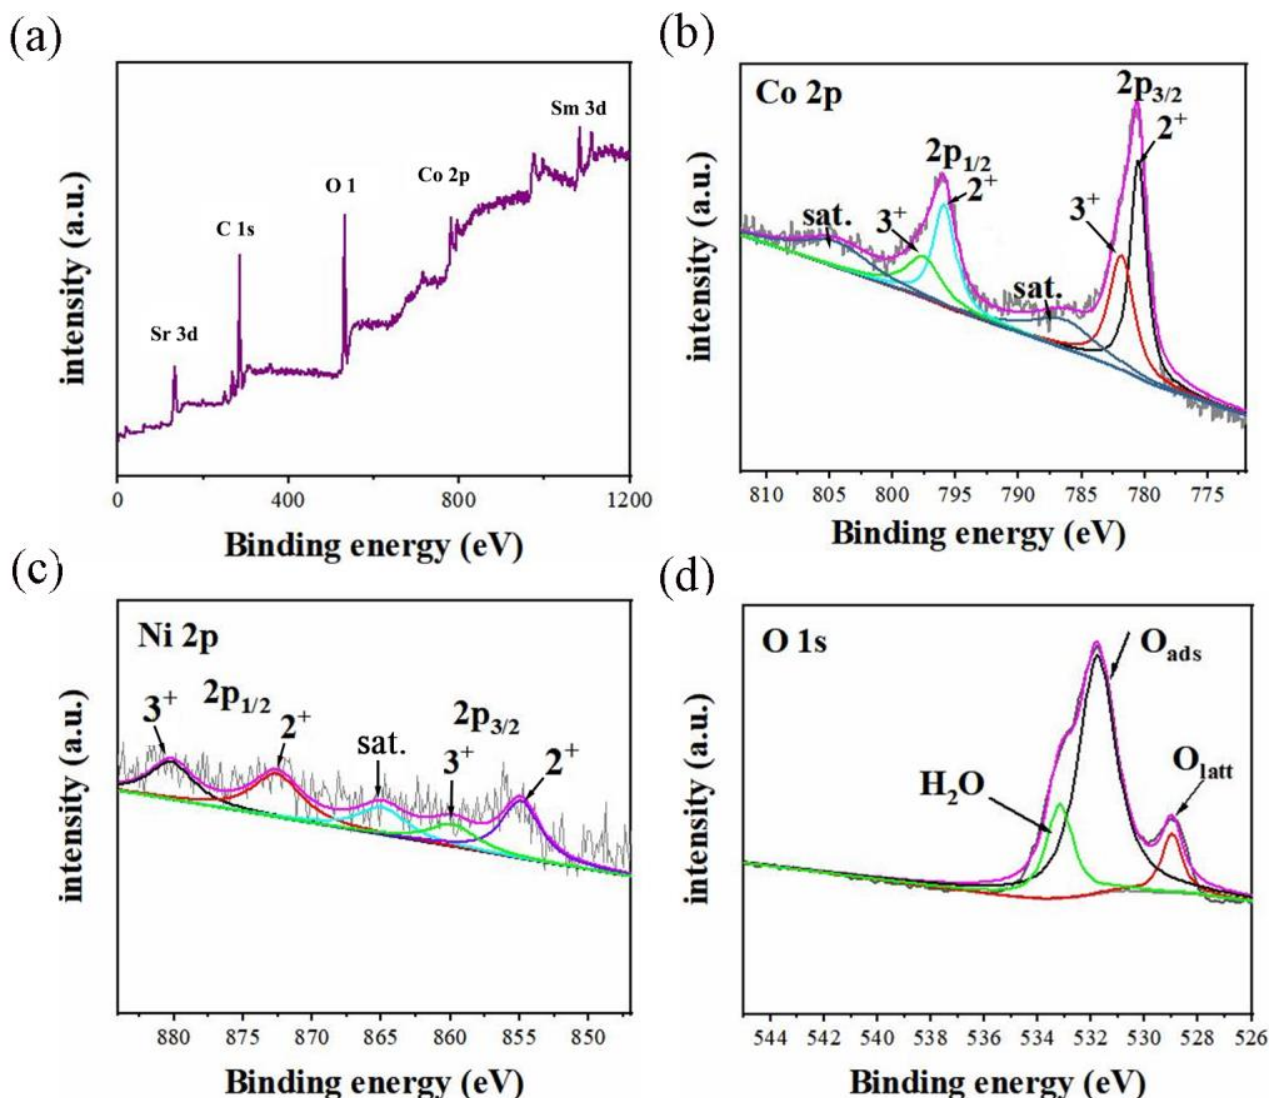 (a)
intensity (a.u.)
Sr 3d
C 1s
O 1
Co 2p
Sm 3d
0 400 800 1200
Binding energy (eV)
(b)
intensity (a.u.)
Co 2p
2p3/2
2+
2p1/2
2+
3+
3+
sat.
sat.
810 805 800 795 790 785 780 775
Binding energy (eV)
(c)
intensity (a.u.)
Ni 2p
3+
2p1/2
2+
sat.
2p3/2
3+
2+
880 875 870 865 860 855 850
Binding energy (eV)
(d)
intensity (a.u.)
O 1s
Oads
Olatt
H2O
544 542 540 538 536 534 532 530 528 526
Binding energy (eV)